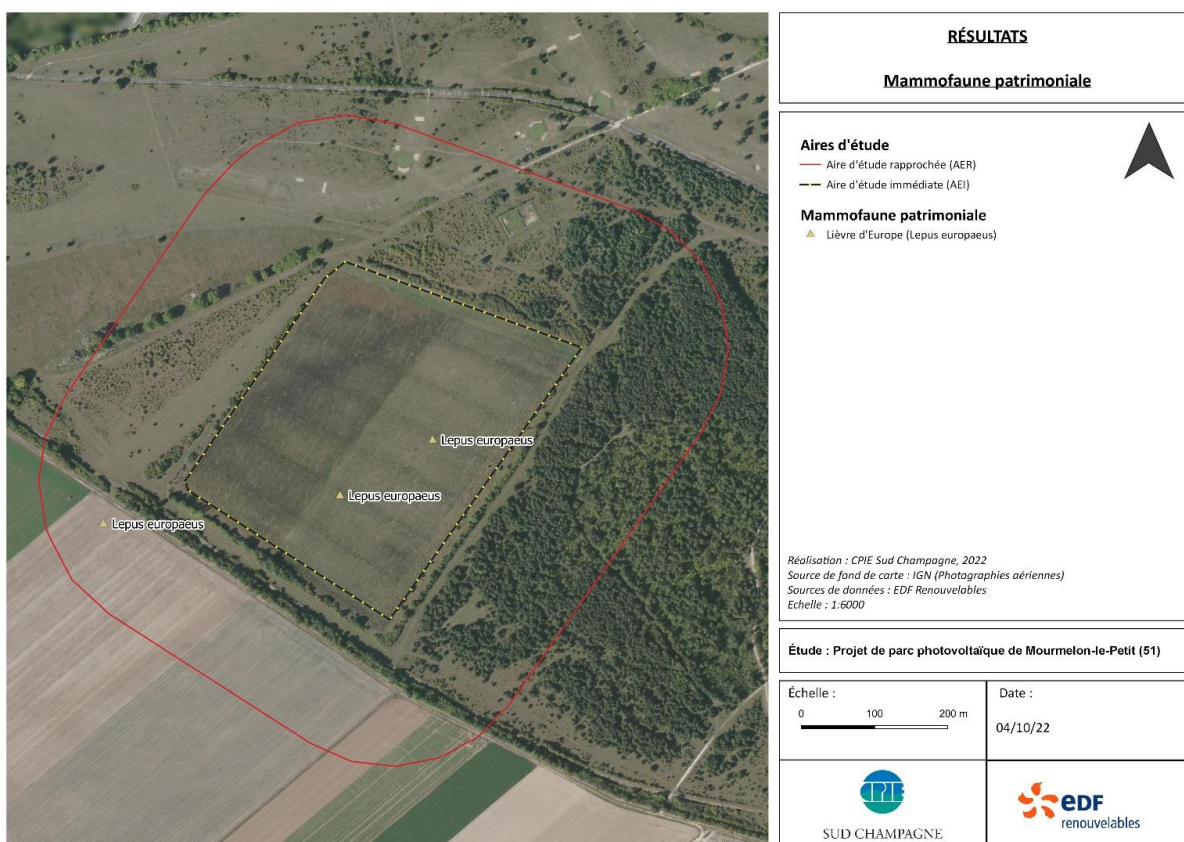 RÉSULTATS
Mammofaune patrimoniale
Aires d'étude
Aire d'étude rapprochée (AER)
Aire d'étude immédiate (AEI)
Mammofaune patrimoniale
Lièvre d'Europe (Lepus europaeus)
Lepus europaeus
Lepus europaeus
Lepus europaeus
Réalisation : CPIE Sud Champagne, 2022
Source de fond de carte : IGN (Photographies aériennes)
Sources de données : EDF Renouvelables
Echelle : 1:6000
Étude : Projet de parc photovoltaïque de Mourmelon-le-Petit (51)
Échelle :
0 100 200 m
Date :
04/10/22
CPIE
SUD CHAMPAGNE
edf
renouvelables